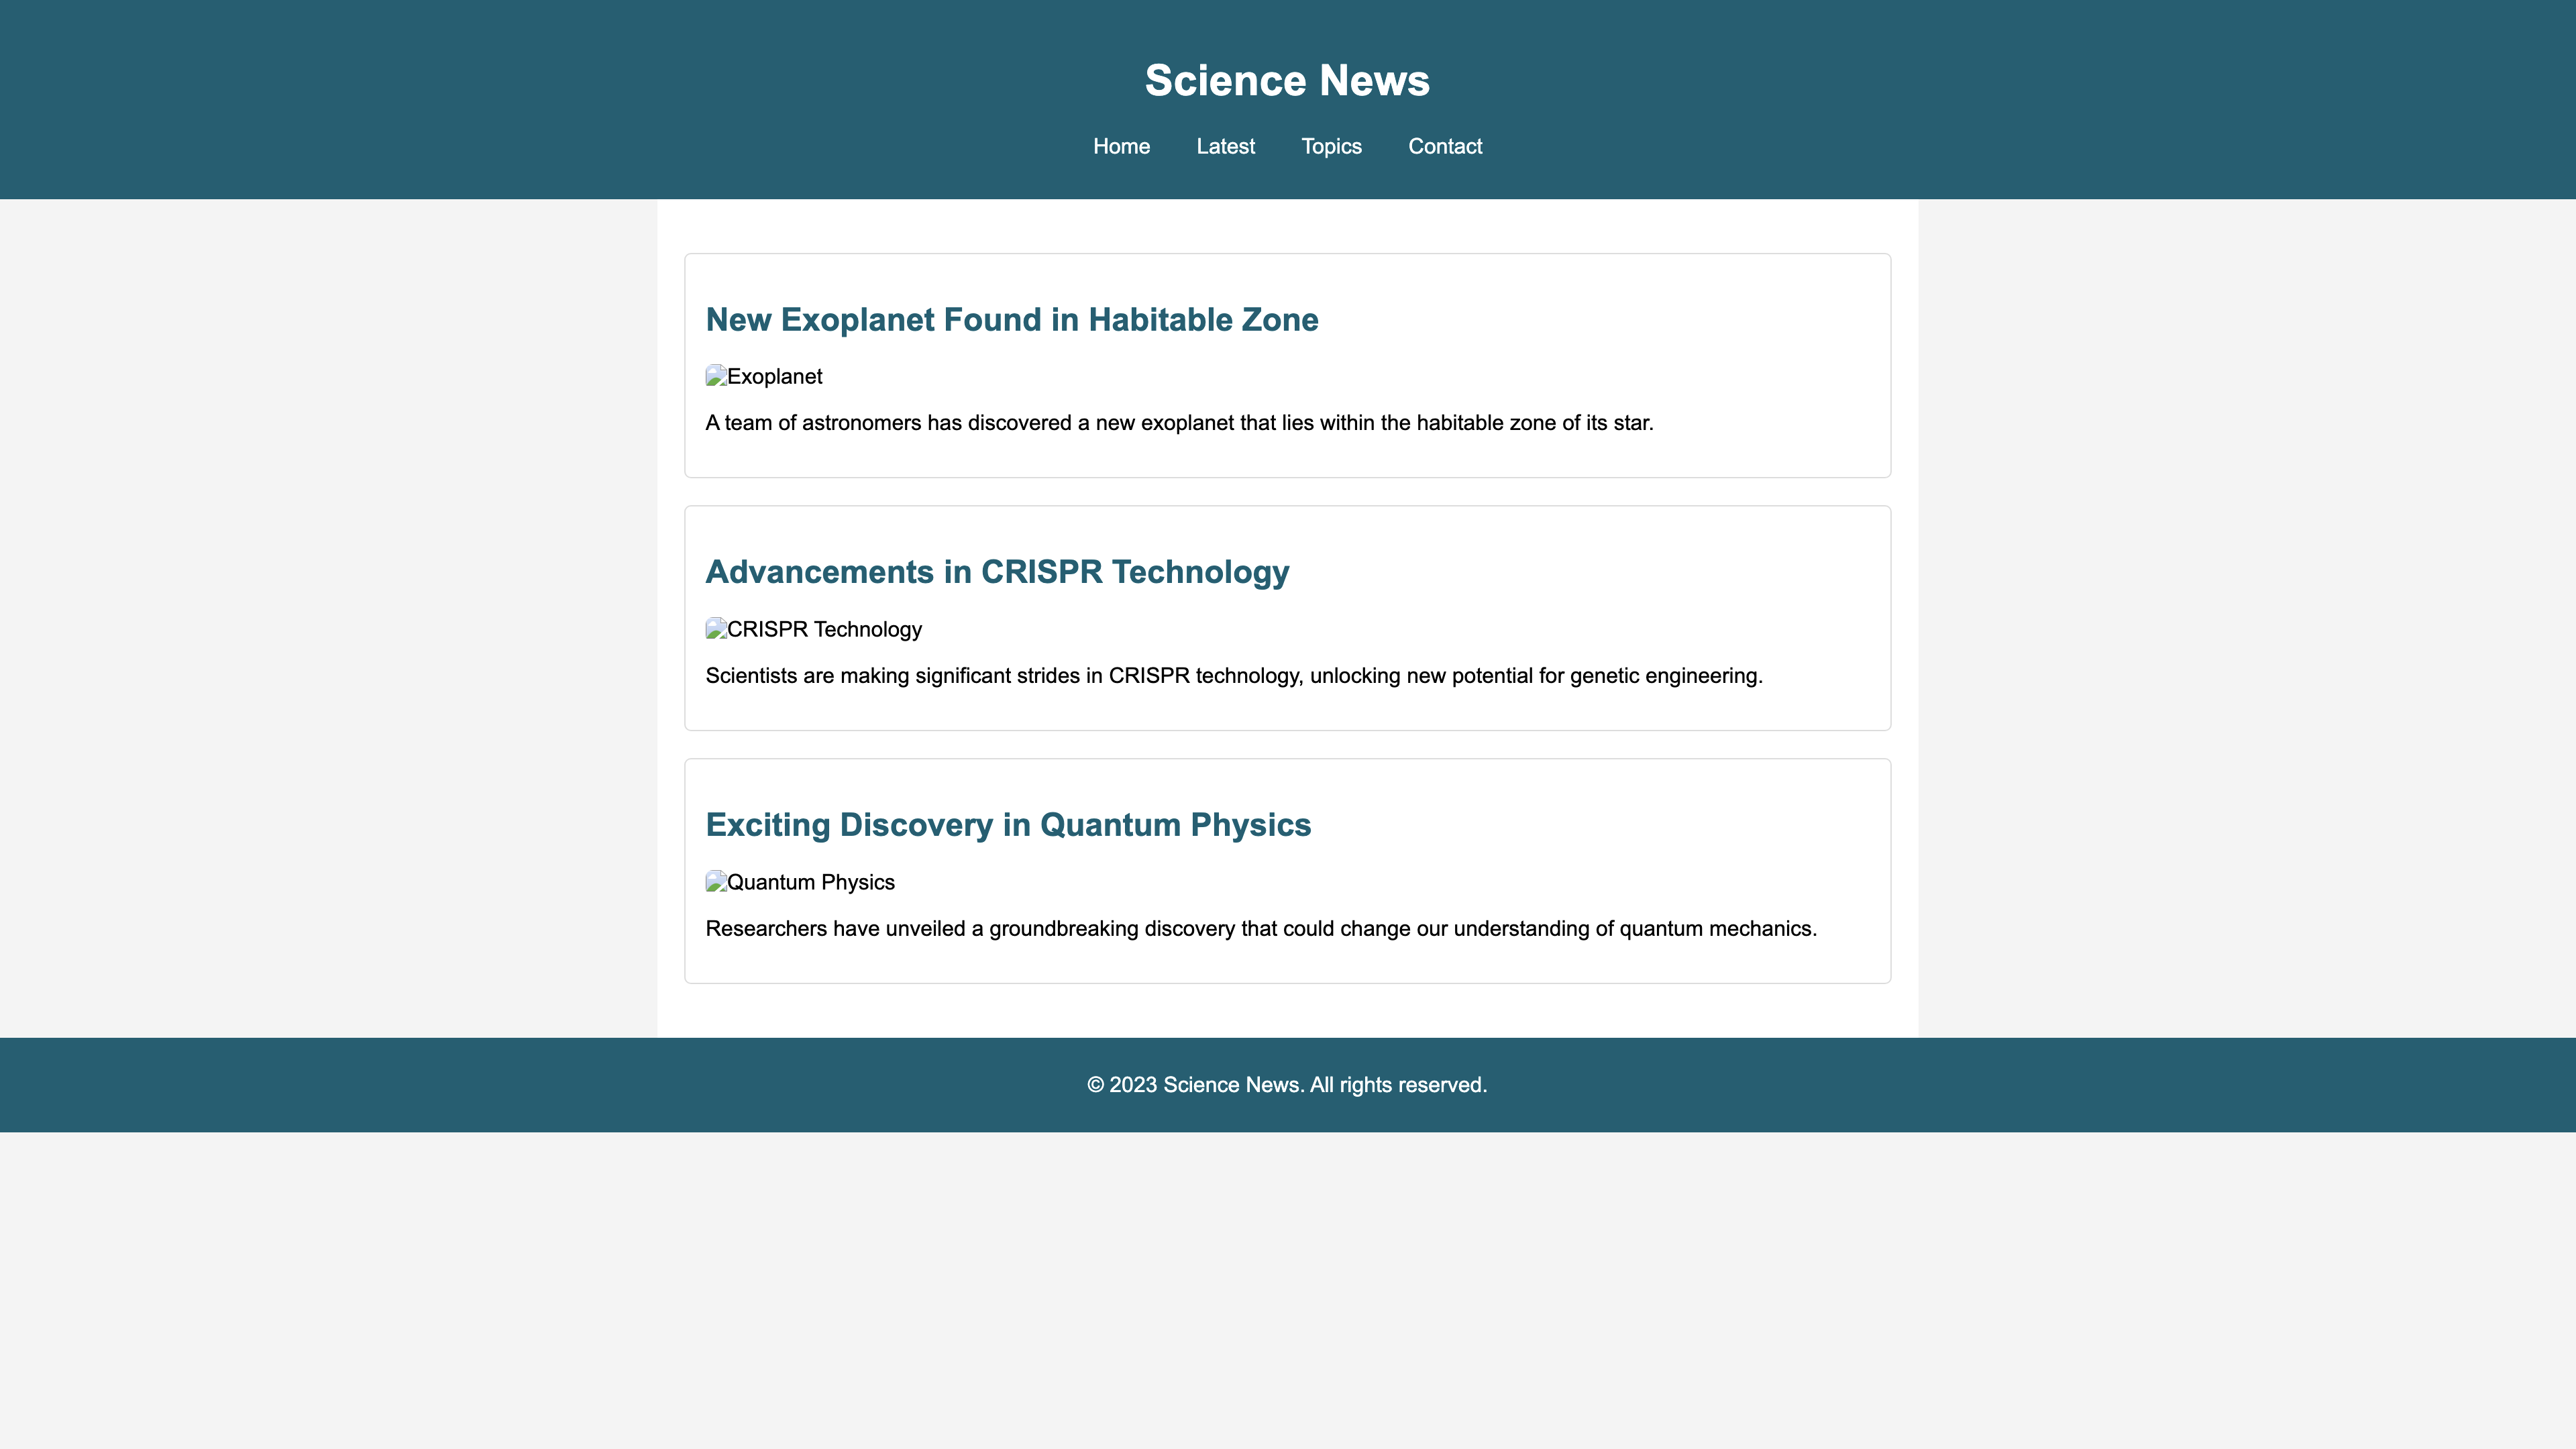 Science News
Home Latest Topics Contact
New Exoplanet Found in Habitable Zone
Exoplanet
A team of astronomers has discovered a new exoplanet that lies within the habitable zone of its star.
Advancements in CRISPR Technology
CRISPR Technology
Scientists are making significant strides in CRISPR technology, unlocking new potential for genetic engineering.
Exciting Discovery in Quantum Physics
Quantum Physics
Researchers have unveiled a groundbreaking discovery that could change our understanding of quantum mechanics.
© 2023 Science News. All rights reserved.